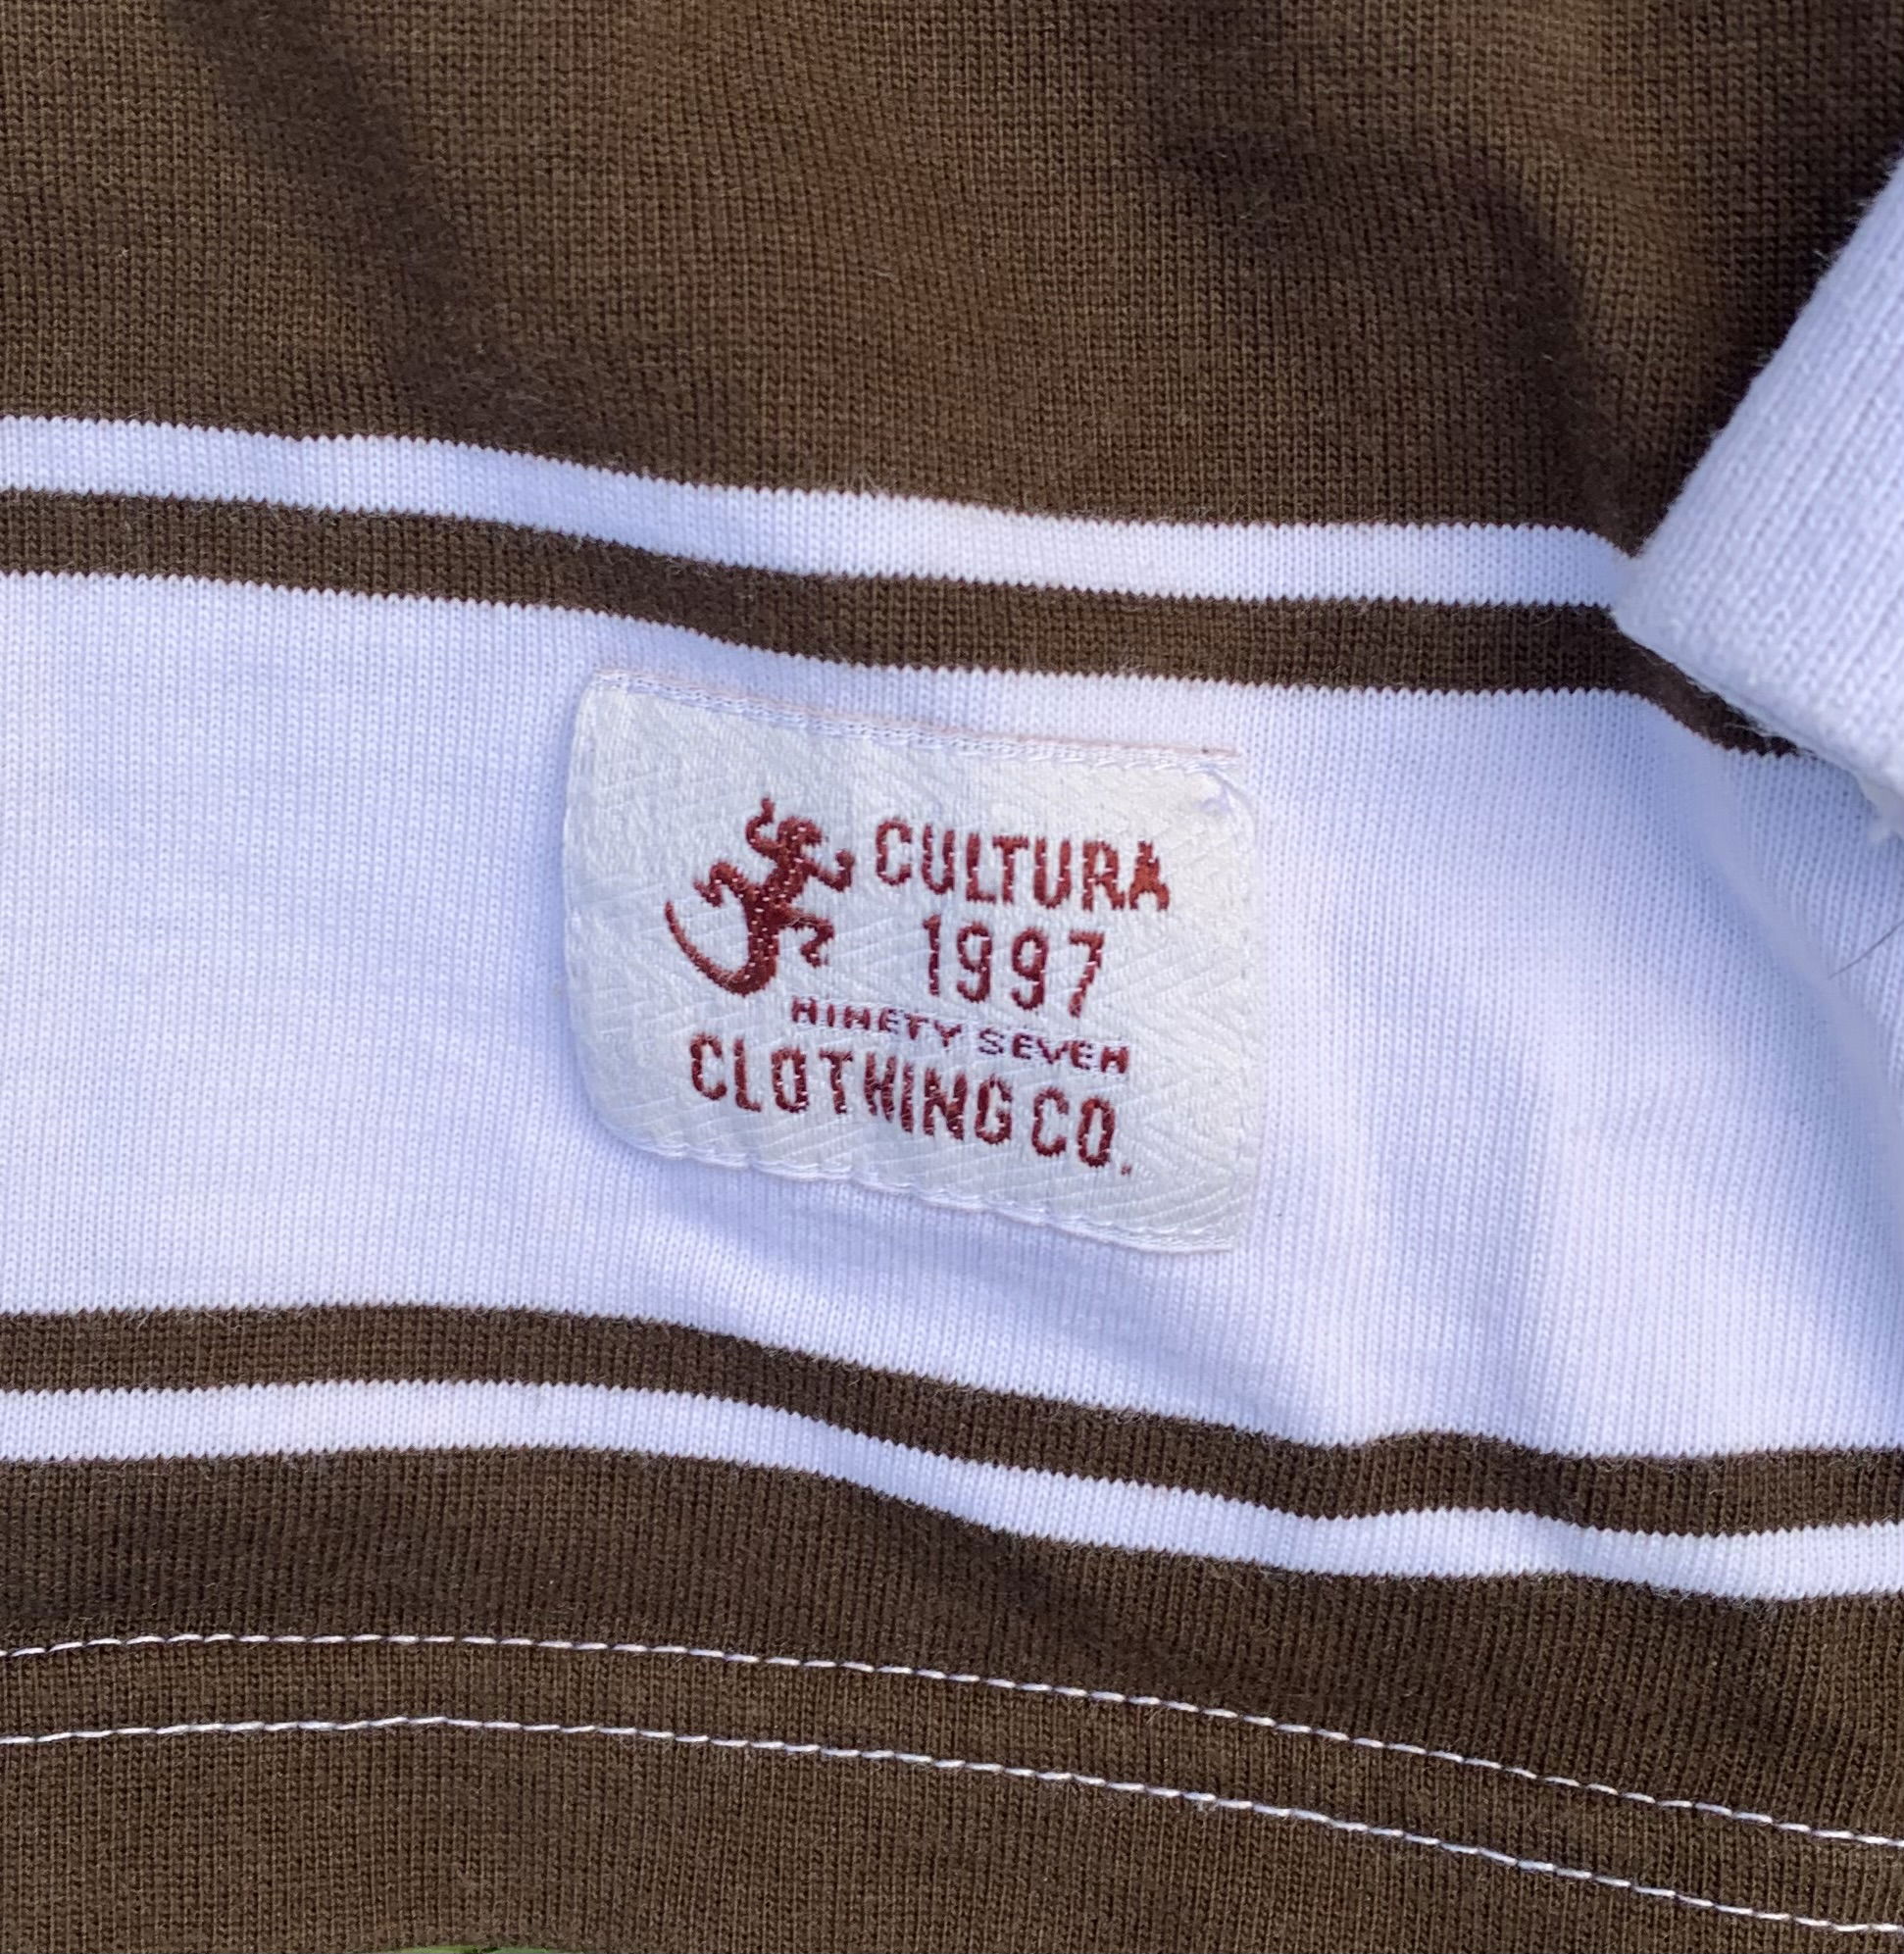 CULTURA
1997
NINETY SEVEN
CLOTHING CO.